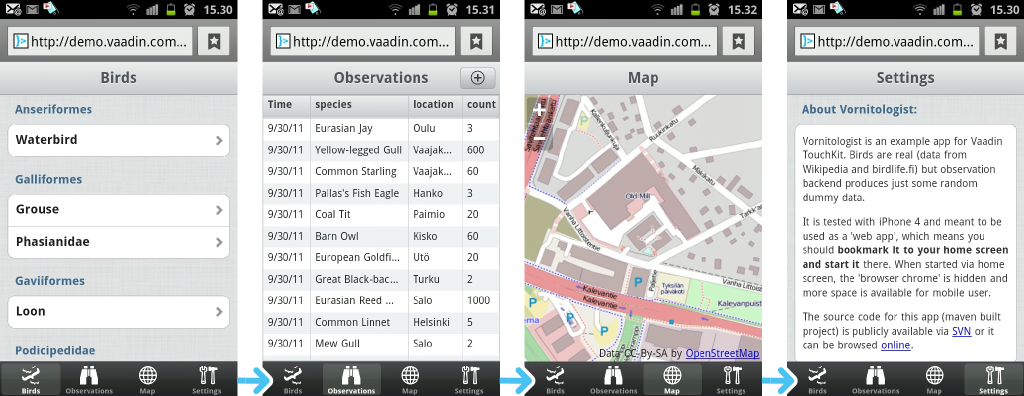 15.30
http://demo.vaadin.com...
Birds
Anseriformes
Waterbird
Galliformes
Grouse
Phasianidae
Gaviiformes
Loon
Podicipedidae
Birds Observations Map Settings
15.31
http://demo.vaadin.com...
Observations
Time species location count
9/30/11 Eurasian Jay Oulu 3
9/30/11 Yellow-legged Gull Vaajak... 600
9/30/11 Common Starling Vaajak... 60
9/30/11 Pallas's Fish Eagle Hanko 3
9/30/11 Coal Tit Paimio 20
9/30/11 Barn Owl Kisko 60
9/30/11 European Goldfi... Utö 20
9/30/11 Great Black-bac... Turku 2
9/30/11 Eurasian Reed ... Salo 1000
9/30/11 Common Linnet Helsinki 5
9/30/11 Mew Gull Salo 2
Birds Observations Map Settings
15.32
http://demo.vaadin.com...
Map
+
−
P
Ruukinkatu
Mälikatu
Old Mill
Tarkk
Vanha Littoistentie
Vanha Littoist
P
Tyksilan
päiväkoti
Kalevantie
Kalevantie
Kalevanpuist
P
P
P
ema
Data CC-By-SA by OpenStreetMap
Birds Observations Map Settings
15.30
http://demo.vaadin.com...
Settings
About Vornitologist:
Vornitologist is an example app for Vaadin
TouchKit. Birds are real (data from
Wikipedia and birdlife.fi) but observation
backend produces just some random
dummy data.
It is tested with iPhone 4 and meant to be
used as a 'web app', which means you
should bookmark it to your home screen
and start it there. When started via home
screen, the 'browser chrome' is hidden and
more space is available for mobile user.
The source code for this app (maven built
project) is publicly available via SVN or it
can be browsed online.
Birds Observations Map Settings